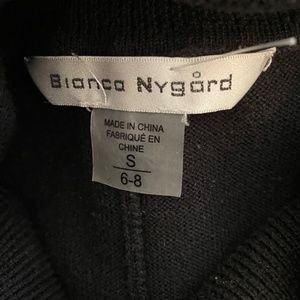 Bianca Nygård
MADE IN CHINA
FABRIQUÉ EN
CHINE
S
6-8